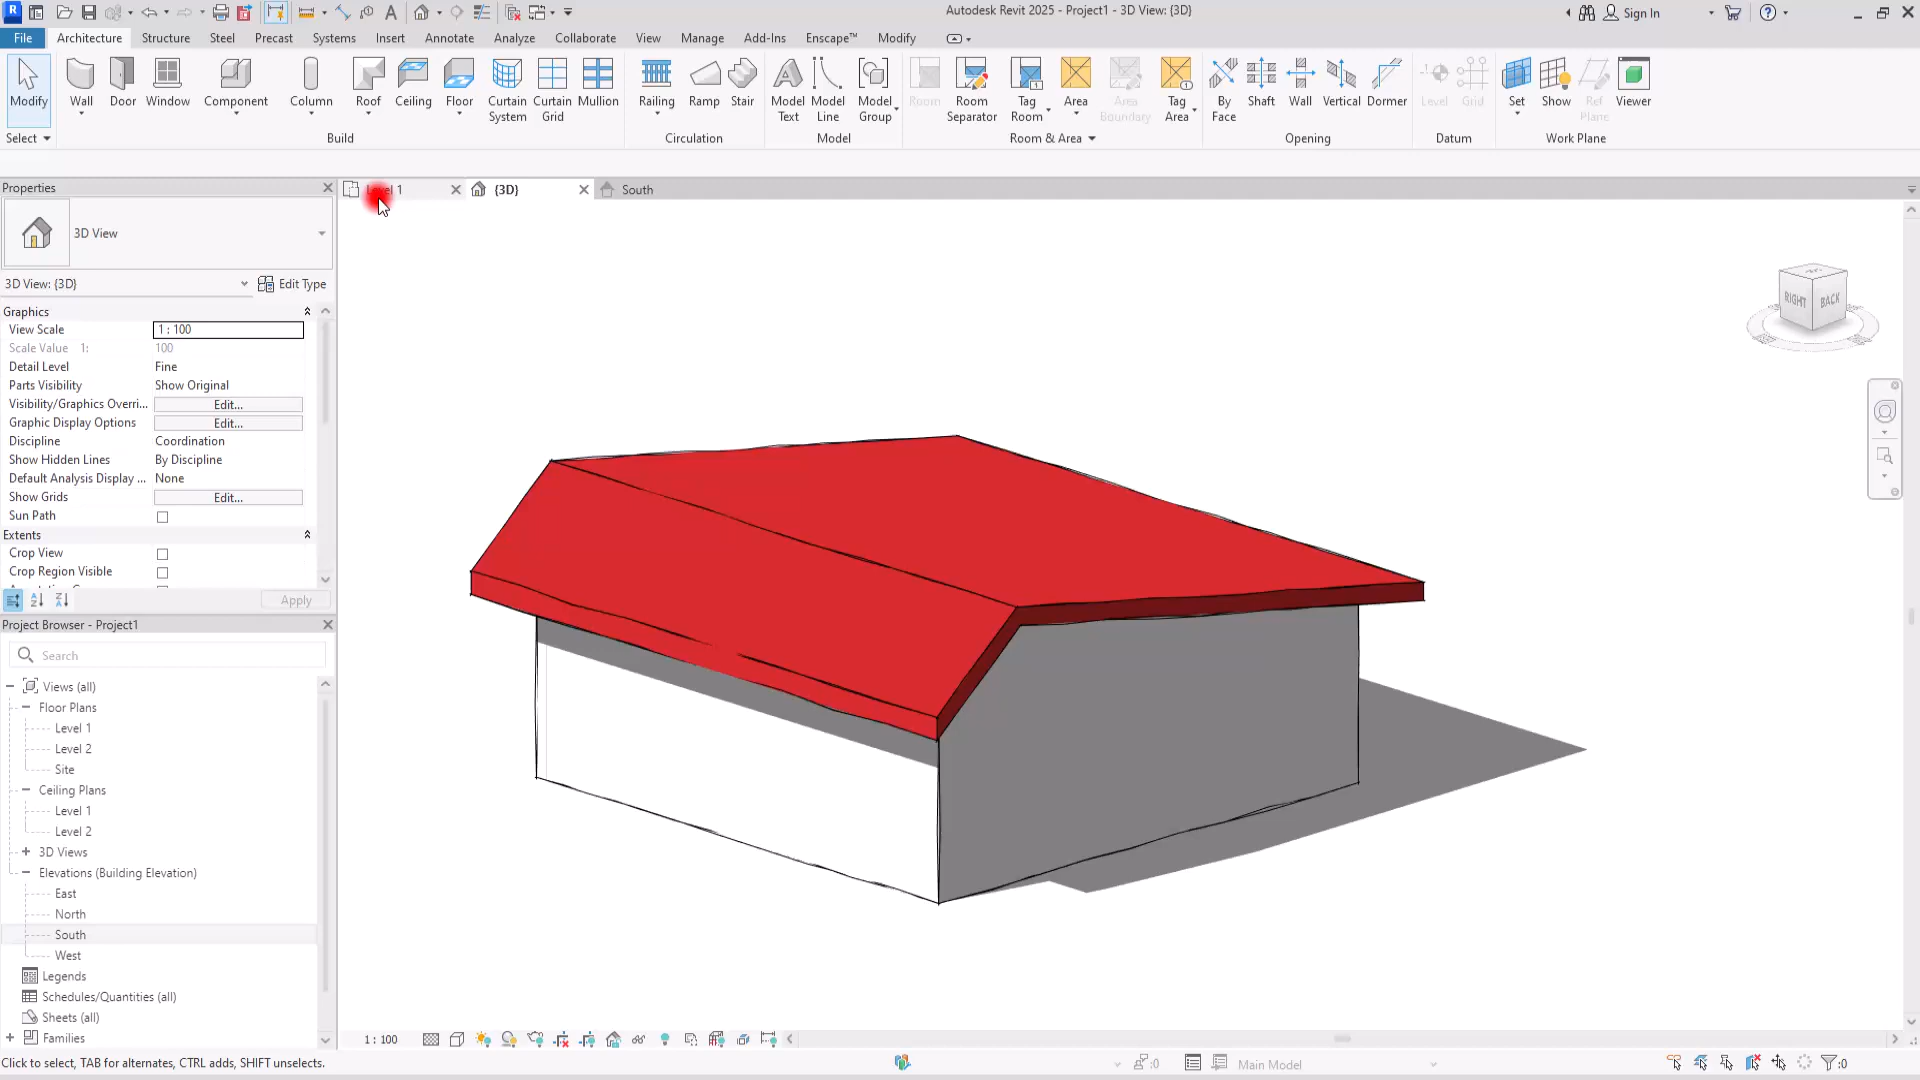 Autodesk Revit 2025 - Project1 - 3D View: {3D}
Sign In
File Architecture Structure Steel Precast Systems Insert Annotate Analyze Collaborate View Manage Add-Ins Enscape™ Modify
Modify
Wall
Door
Window
Component
Column
Roof
Ceiling
Floor
Curtain System
Curtain Grid
Mullion
Railing
Ramp
Stair
Model Text
Model Line
Model Group
Room
Room Separator
Tag Room
Area
Area Boundary
Tag Area
By Face
Shaft
Wall
Vertical
Dormer
Level
Grid
Set
Show
Ref Plane
Viewer
Select Build Circulation Model Room & Area Opening Datum Work Plane
Properties
{3D}
South
3D View
3D View: {3D}
Edit Type
Graphics
View Scale 1 : 100
Scale Value 1: 100
Detail Level Fine
Parts Visibility Show Original
Visibility/Graphics Overri... Edit...
Graphic Display Options Edit...
Discipline Coordination
Show Hidden Lines By Discipline
Default Analysis Display ... None
Show Grids Edit...
Sun Path
Extents
Crop View
Crop Region Visible
Apply
RIGHT BACK
Project Browser - Project1
Search
Views (all)
Floor Plans
Level 1
Level 2
Site
Ceiling Plans
Level 1
Level 2
3D Views
Elevations (Building Elevation)
East
North
South
West
Legends
Schedules/Quantities (all)
Sheets (all)
Families
1 : 100
Click to select, TAB for alternates, CTRL adds, SHIFT unselects.
:0
Main Model
:0